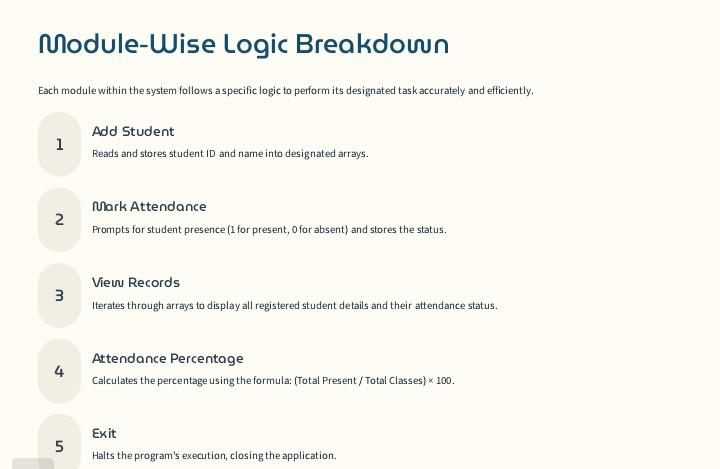 Module-Wise Logic Breakdown
Each module within the system follows a specific logic to perform its designated task accurately and efficiently.
1
Add Student
Reads and stores student ID and name into designated arrays.
2
Mark Attendance
Prompts for student presence (1 for present, 0 for absent) and stores the status.
3
View Records
Iterates through arrays to display all registered student details and their attendance status.
4
Attendance Percentage
Calculates the percentage using the formula: (Total Present / Total Classes) × 100.
5
Exit
Halts the program's execution, closing the application.